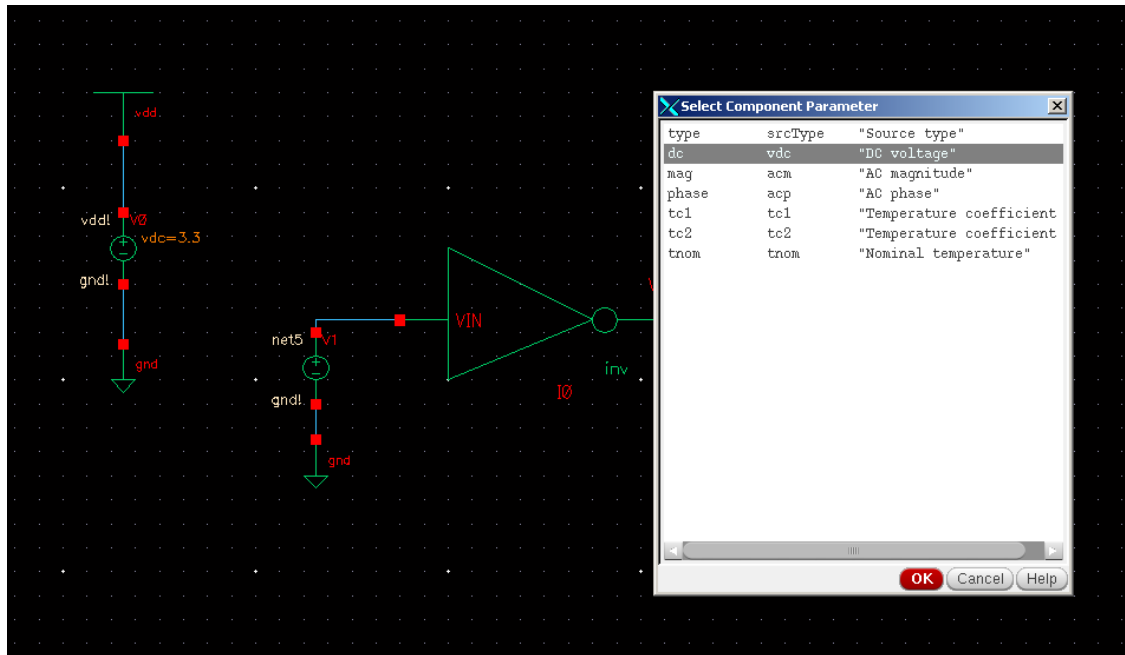 vdd
vdd! V0
vdc=3.3
gnd!
gnd
net5 V1
gnd!
gnd
VIN
inv
I0
Select Component Parameter
type srcType "Source type"
dc vdc "DC voltage"
mag acm "AC magnitude"
phase acp "AC phase"
tc1 tc1 "Temperature coefficient
tc2 tc2 "Temperature coefficient
tnom tnom "Nominal temperature"
OK Cancel Help